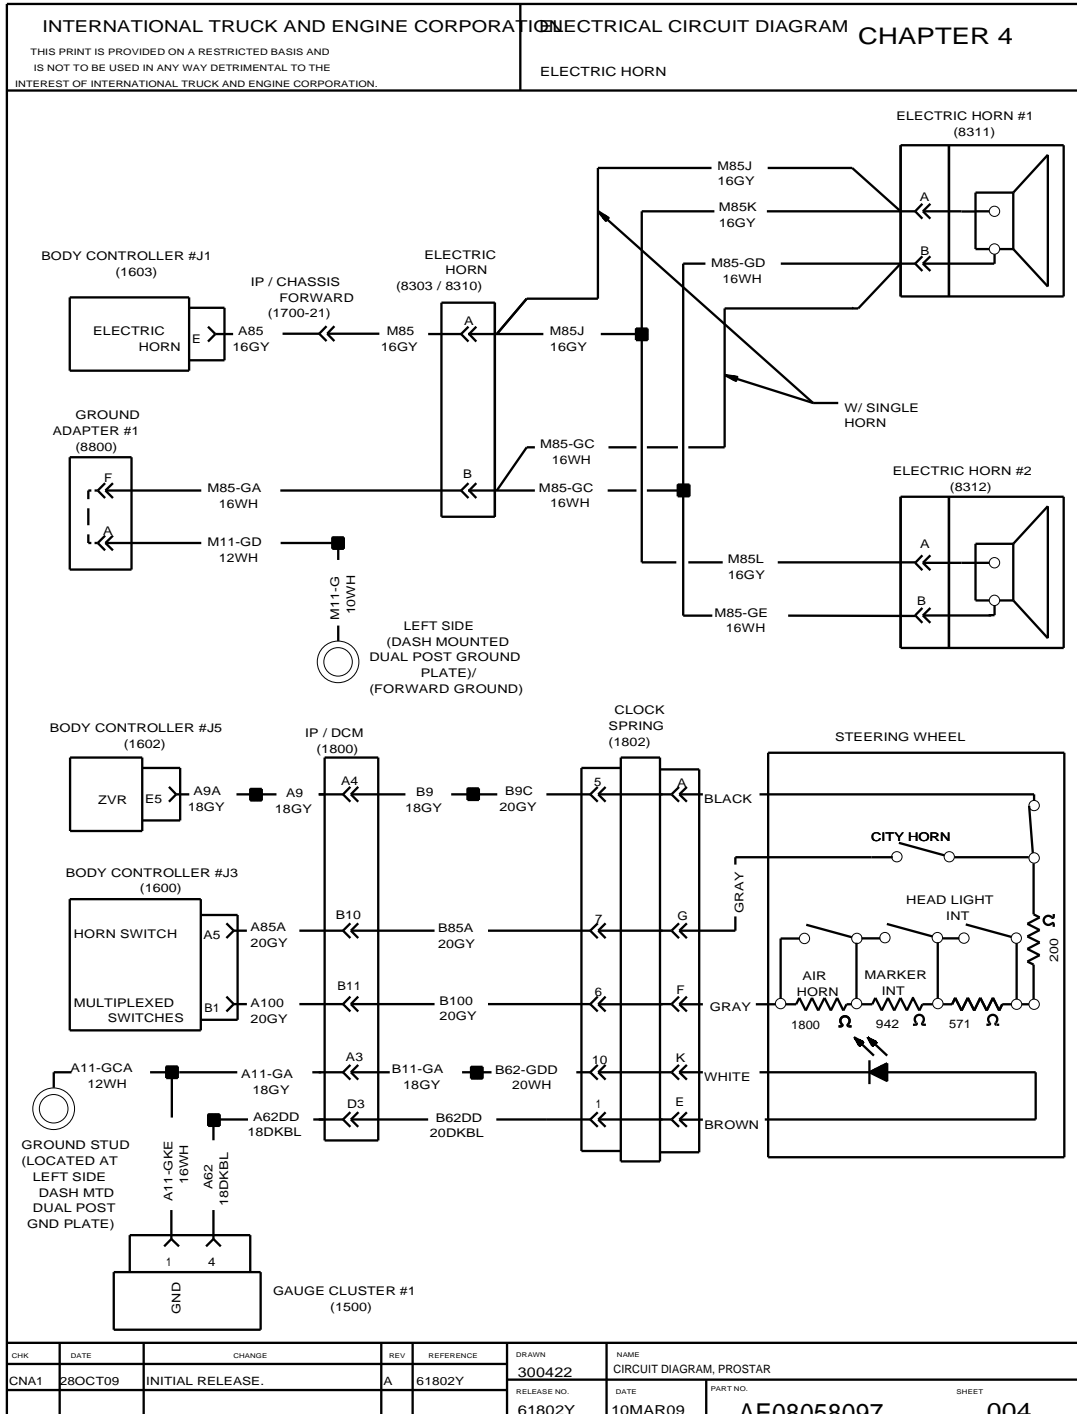 INTERNATIONAL TRUCK AND ENGINE CORPORATION
THIS PRINT IS PROVIDED ON A RESTRICTED BASIS AND
IS NOT TO BE USED IN ANY WAY DETRIMENTAL TO THE
INTEREST OF INTERNATIONAL TRUCK AND ENGINE CORPORATION.
ELECTRICAL CIRCUIT DIAGRAM
CHAPTER 4
ELECTRIC HORN
ELECTRIC HORN #1
(8311)
M85J
16GY
A
M85K
16GY
B
M85-GD
16WH
BODY CONTROLLER #J1
(1603)
ELECTRIC
HORN
E
A85
16GY
IP / CHASSIS
FORWARD
(1700-21)
M85
16GY
ELECTRIC
HORN
(8303 / 8310)
A
M85J
16GY
W/ SINGLE
HORN
GROUND
ADAPTER #1
(8800)
F
M85-GA
16WH
B
M85-GC
16WH
M85-GC
16WH
A
M11-GD
12WH
M11-G
10WH
LEFT SIDE
(DASH MOUNTED
DUAL POST GROUND
PLATE)/
(FORWARD GROUND)
ELECTRIC HORN #2
(8312)
A
M85L
16GY
B
M85-GE
16WH
BODY CONTROLLER #J5
(1602)
ZVR
E5
A9A
18GY
A9
18GY
IP / DCM
(1800)
A4
B9
18GY
B9C
20GY
CLOCK
SPRING
(1802)
5
A
BLACK
STEERING WHEEL
CITY HORN
GRAY
HEAD LIGHT
INT
200
Ω
BODY CONTROLLER #J3
(1600)
HORN SWITCH
A5
A85A
20GY
B10
B85A
20GY
7
G
MULTIPLEXED
SWITCHES
B1
A100
20GY
B11
B100
20GY
6
F
GRAY
AIR
HORN
1800
Ω
MARKER
INT
942
Ω
571
Ω
A11-GCA
12WH
A11-GA
18GY
A3
B11-GA
18GY
B62-GDD
20WH
10
K
WHITE
A62DD
18DKBL
D3
B62DD
20DKBL
1
E
BROWN
GROUND STUD
(LOCATED AT
LEFT SIDE
DASH MTD
DUAL POST
GND PLATE)
A11-GKE
16WH
A62
18DKBL
1
4
GND
GAUGE CLUSTER #1
(1500)
CHK
DATE
CHANGE
REV
REFERENCE
CNA1
28OCT09
INITIAL RELEASE.
A
61802Y
DRAWN
300422
NAME
CIRCUIT DIAGRAM, PROSTAR
RELEASE NO.
61802Y
DATE
10MAR09
PART NO.
AE08058097
SHEET
004